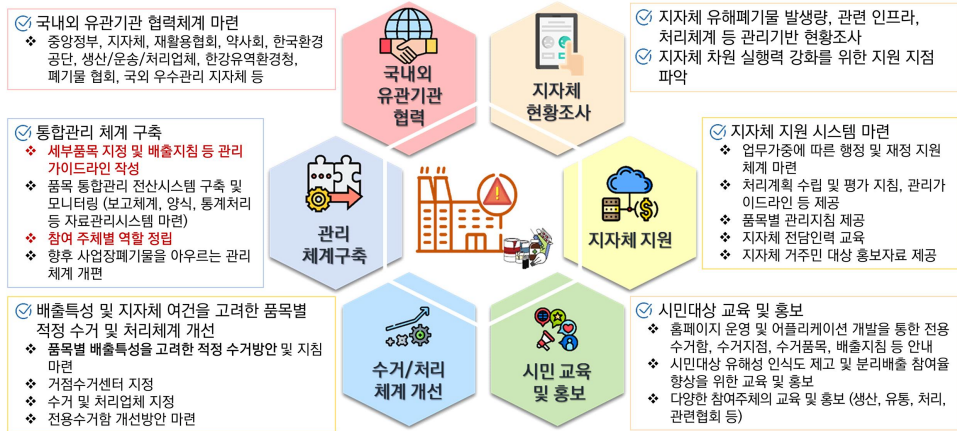 국내외 유관기관 협력체계 마련
❖ 중앙정부, 지자체, 재활용협회, 약사회, 한국환경
공단, 생산/운송/처리업체, 한강유역환경청,
폐기물 협회, 국외 우수관리 지자체 등
국내외
유관기관
협력
지자체
현황조사
지자체 유해폐기물 발생량, 관련 인프라,
처리체계 등 관리기반 현황조사
지자체 차원 실행력 강화를 위한 지원 지점
파악
통합관리 체계 구축
❖ 세부품목 지정 및 배출지침 등 관리
가이드라인 작성
❖ 품목 통합관리 전산시스템 구축 및
모니터링 (보고체계, 양식, 통계처리
등 자료관리시스템 마련)
❖ 참여 주체별 역할 정립
❖ 향후 사업장폐기물을 아우르는 관리
체계 개편
관리
체계구축
지자체 지원
지자체 지원 시스템 마련
❖ 업무가중에 따른 행정 및 재정 지원
체계 마련
❖ 처리계획 수립 및 평가 지침, 관리가
이드라인 등 제공
❖ 품목별 관리지침 제공
❖ 지자체 전담인력 교육
❖ 지자체 거주민 대상 홍보자료 제공
배출특성 및 지자체 여건을 고려한 품목별
적정 수거 및 처리체계 개선
❖ 품목별 배출특성을 고려한 적정 수거방안 및 지침
마련
❖ 거점수거센터 지정
❖ 수거 및 처리업체 지정
❖ 전용수거함 개선방안 마련
수거/처리
체계 개선
시민 교육
및 홍보
시민대상 교육 및 홍보
❖ 홈페이지 운영 및 어플리케이션 개발을 통한 전용
수거함, 수거지점, 수거품목, 배출지침 등 안내
❖ 시민대상 유해성 인식도 제고 및 분리배출 참여율
향상을 위한 교육 및 홍보
❖ 다양한 참여주체의 교육 및 홍보 (생산, 유통, 처리,
관련협회 등)